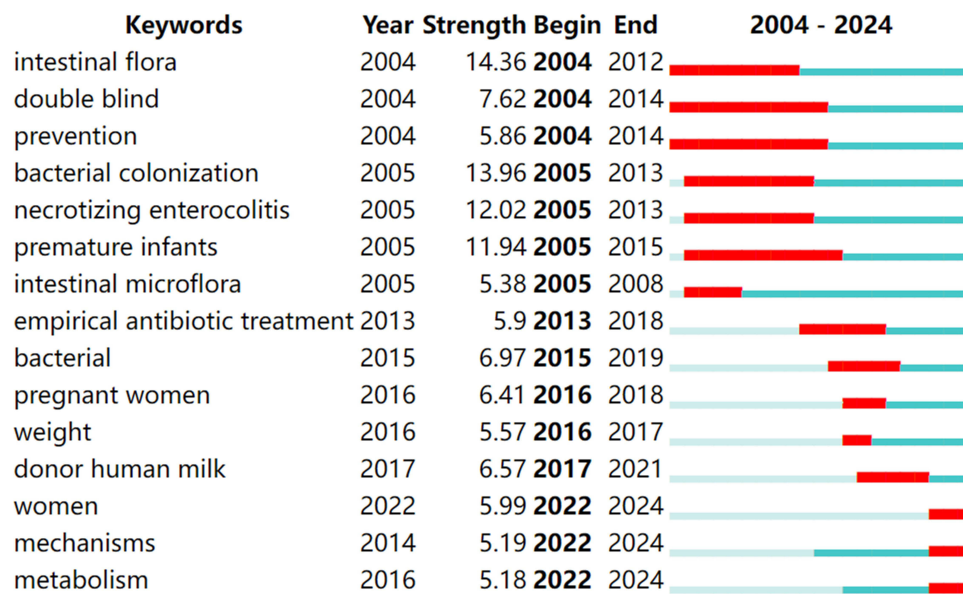 Keywords Year Strength Begin End 2004 - 2024
intestinal flora 2004 14.36 2004 2012
double blind 2004 7.62 2004 2014
prevention 2004 5.86 2004 2014
bacterial colonization 2005 13.96 2005 2013
necrotizing enterocolitis 2005 12.02 2005 2013
premature infants 2005 11.94 2005 2015
intestinal microflora 2005 5.38 2005 2008
empirical antibiotic treatment 2013 5.9 2013 2018
bacterial 2015 6.97 2015 2019
pregnant women 2016 6.41 2016 2018
weight 2016 5.57 2016 2017
donor human milk 2017 6.57 2017 2021
women 2022 5.99 2022 2024
mechanisms 2014 5.19 2022 2024
metabolism 2016 5.18 2022 2024